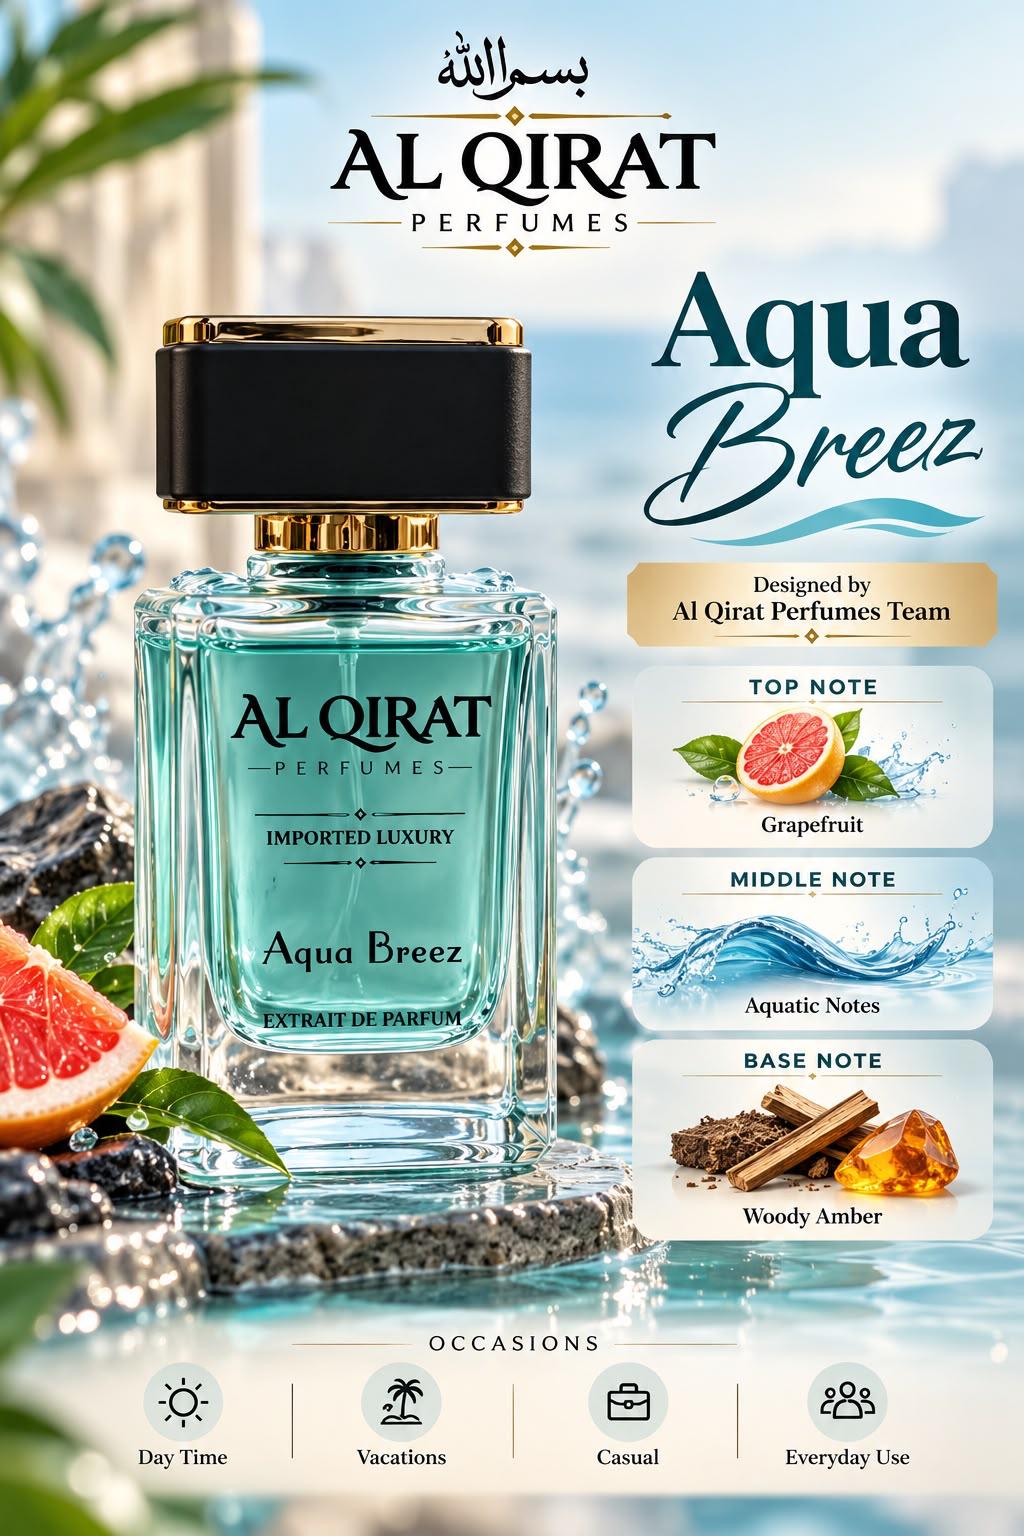 بسم الله
AL QIRAT
PERFUMES
Aqua
Breez
Designed by
Al Qirat Perfumes Team
AL QIRAT
PERFUMES
IMPORTED LUXURY
Aqua Breez
EXTRAIT DE PARFUM
TOP NOTE
Grapefruit
MIDDLE NOTE
Aquatic Notes
BASE NOTE
Woody Amber
OCCASIONS
Day Time
Vacations
Casual
Everyday Use